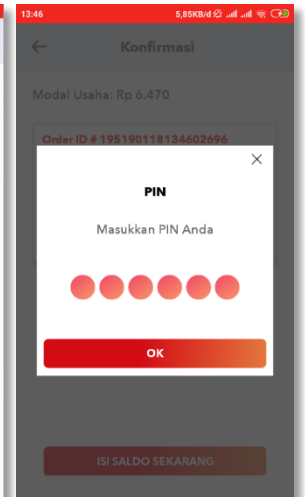 13:46 5,85KB/d
Konfirmasi
Modal Usaha: Rp 6.470
Order ID # 195190118134602696
PIN
Masukkan PIN Anda
OK
ISI SALDO SEKARANG